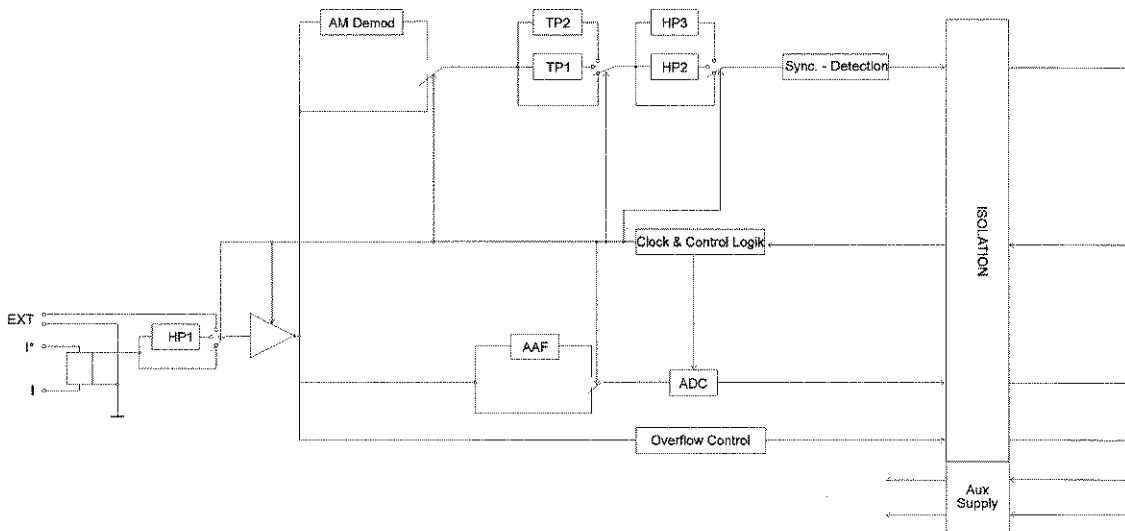 AM Demod
TP2
HP3
TP1
HP2
Sync. - Detection
ISOLATION
Clock & Control Logik
EXT
HP1
I*
AAF
I
ADC
Overflow Control
Aux
Supply